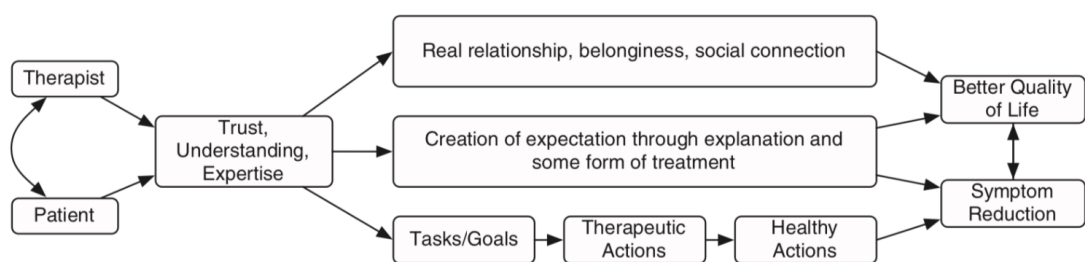 Real relationship, belonginess, social connection
Therapist
Better Quality
of Life
Trust,
Understanding,
Expertise
Creation of expectation through explanation and
some form of treatment
Patient
Symptom
Reduction
Tasks/Goals
Therapeutic
Actions
Healthy
Actions